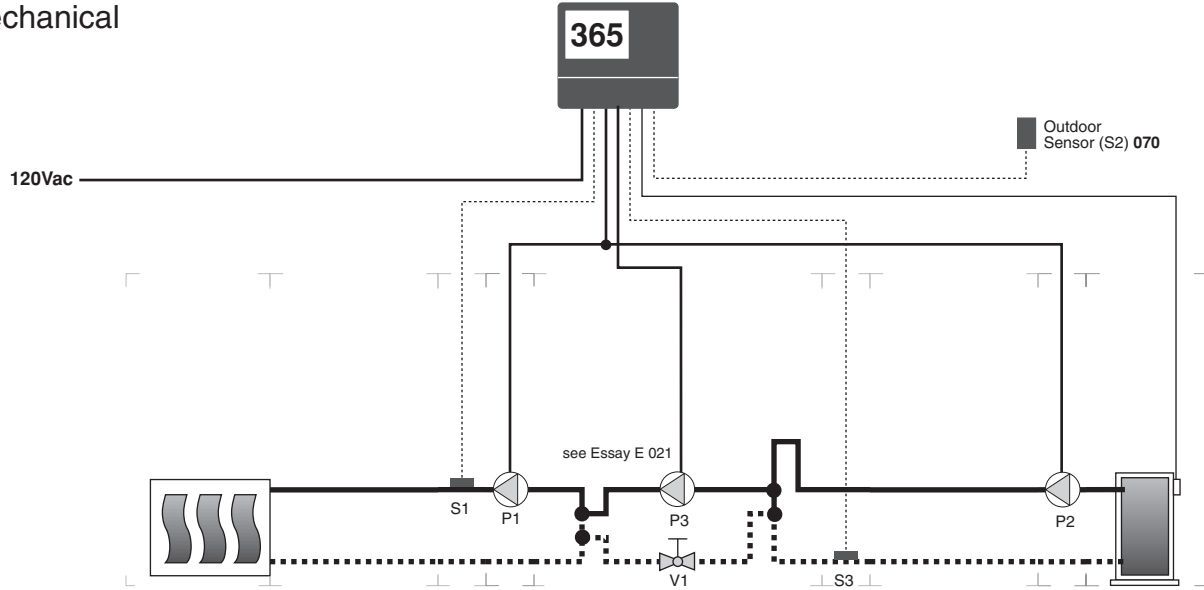 echanical
365
Outdoor
Sensor (S2) 070
120Vac
see Essay E 021
S1
P1
P3
P2
V1
S3